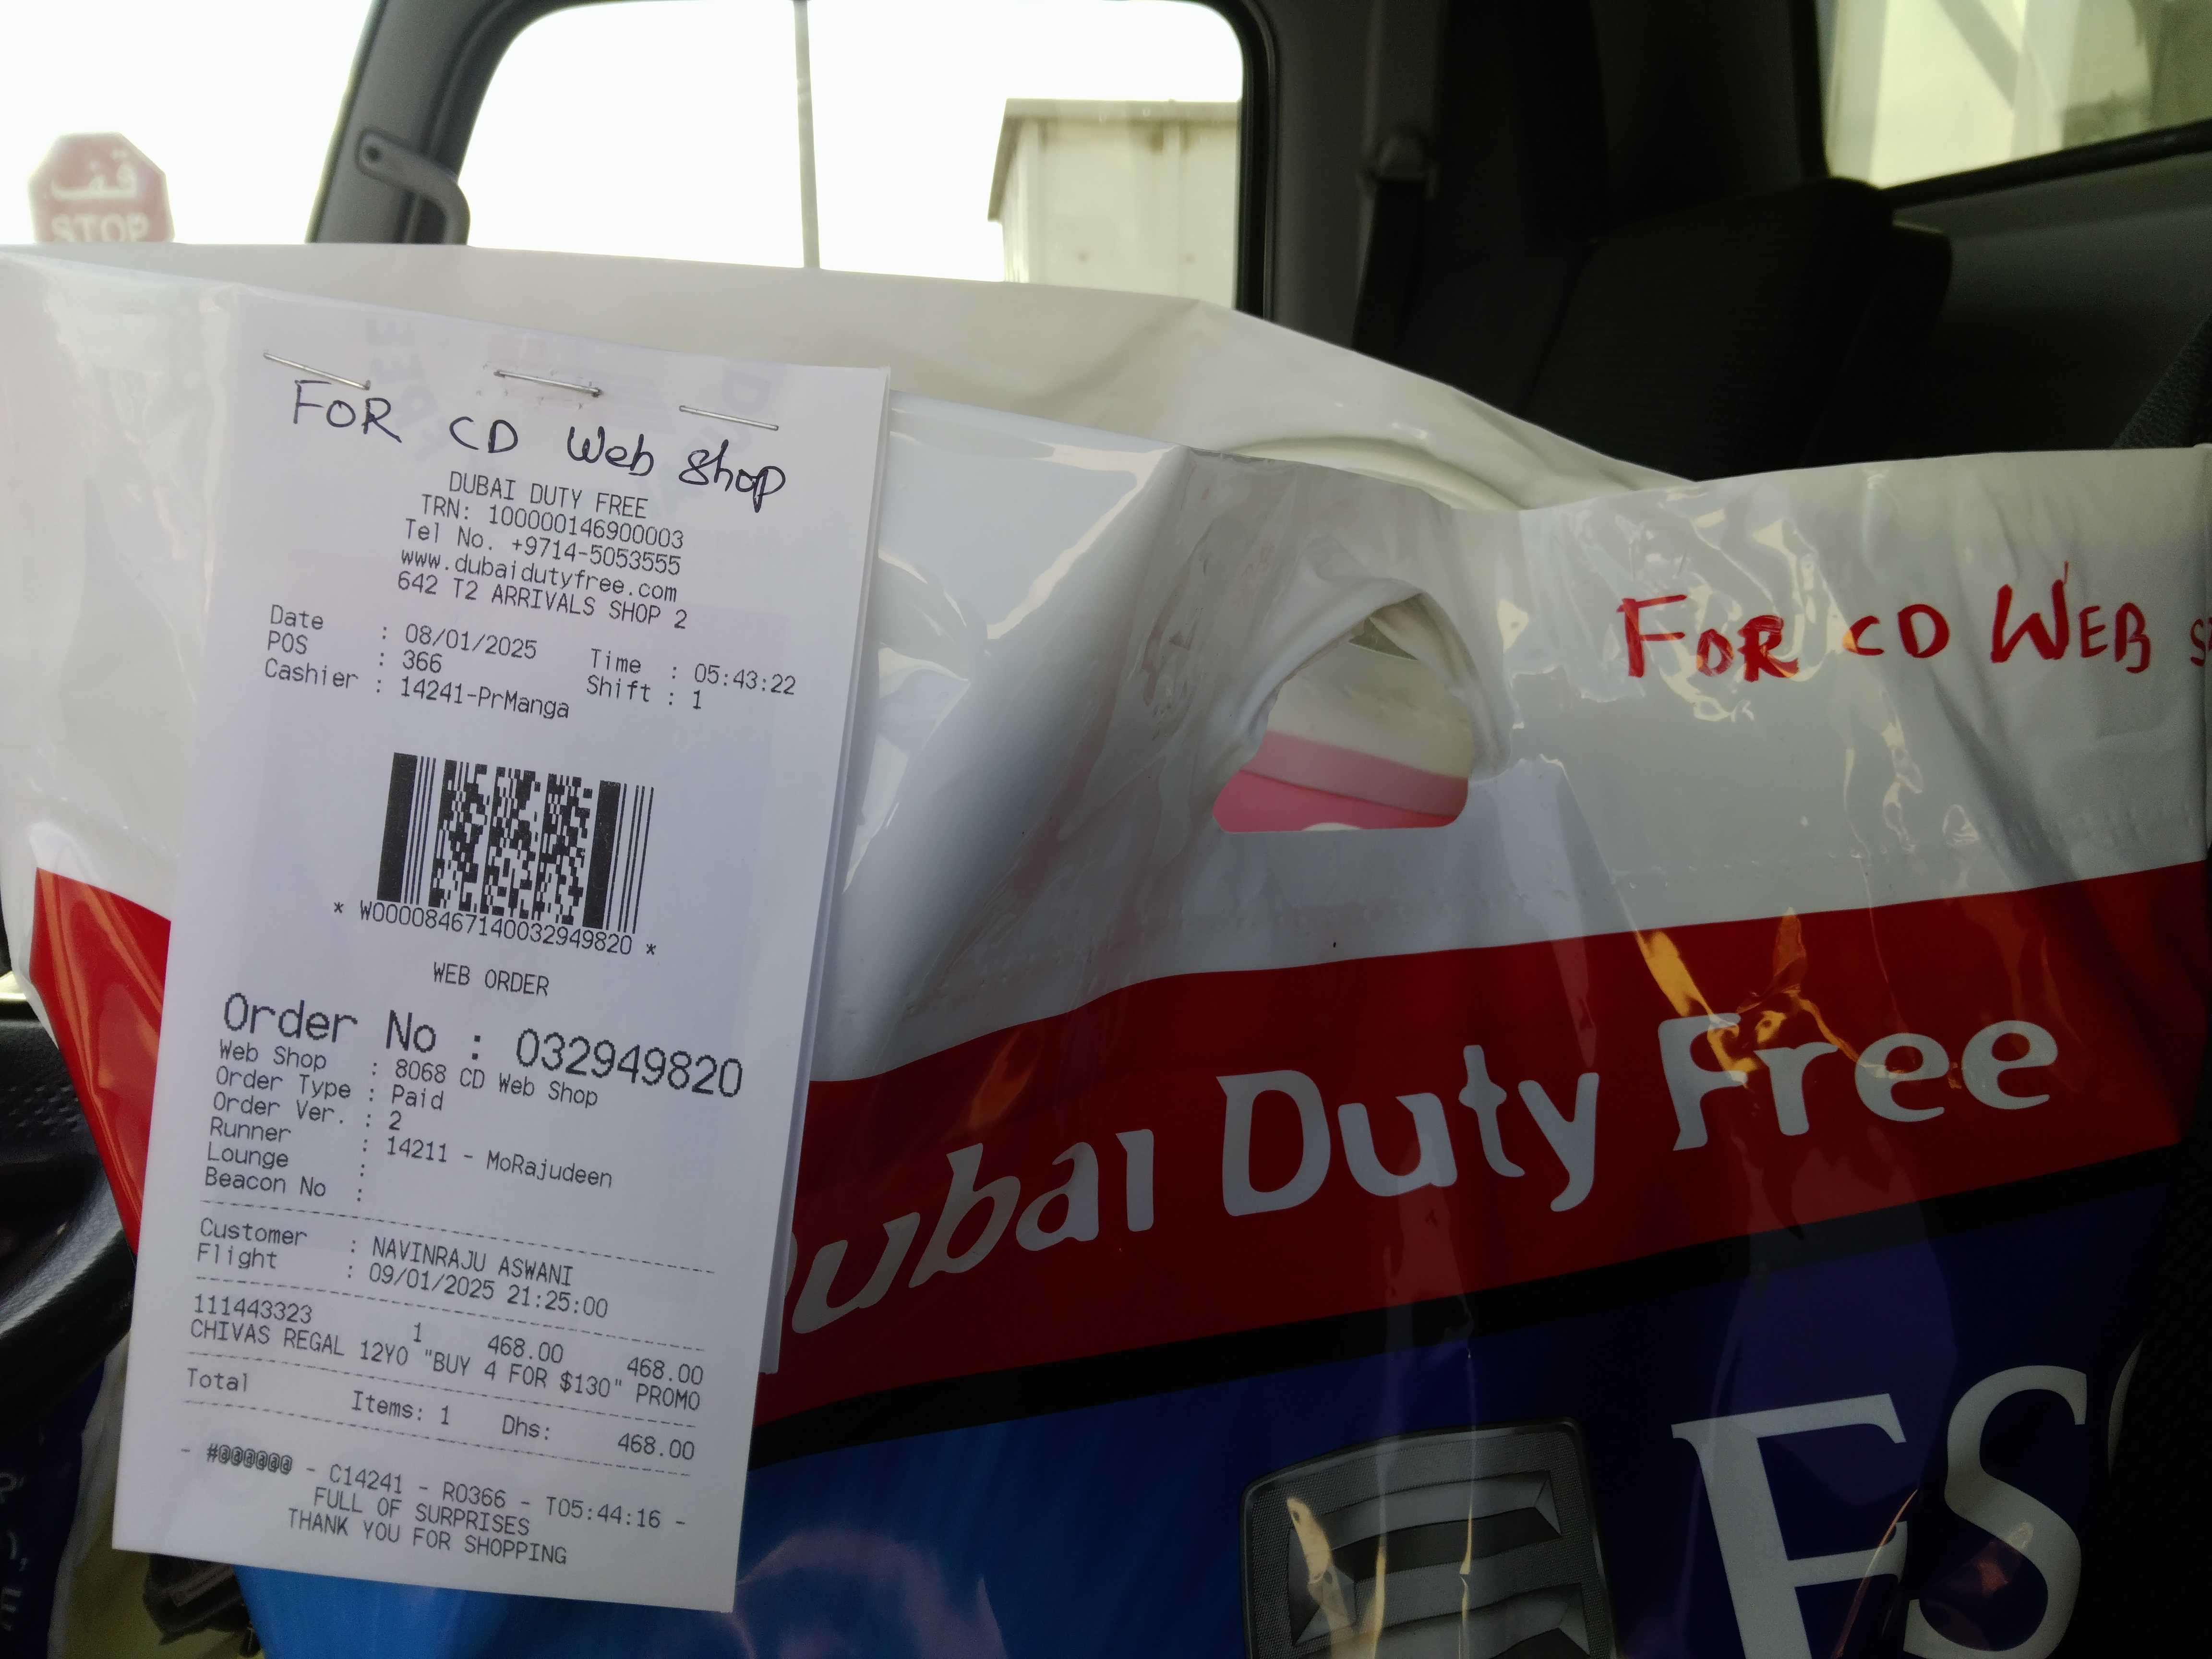 قف
STOP
FOR CD Web Shop
DUBAI DUTY FREE
TRN: 100000146900003
Tel No. +9714-5053555
www.dubaidutyfree.com
642 T2 ARRIVALS SHOP 2
Date : 08/01/2025 Time : 05:43:22
POS : 366 Shift : 1
Cashier : 14241-PrManga
* W00008467140032949820 *
WEB ORDER
Order No : 032949820
Web Shop : 8068 CD Web Shop
Order Type : Paid
Order Ver. : 2
Runner : 14211 - MoRajudeen
Lounge :
Beacon No :
Customer : NAVINRAJU ASWANI
Flight : 09/01/2025 21:25:00
111443323 1 468.00 468.00
CHIVAS REGAL 12YO "BUY 4 FOR $130" PROMO
Total Items: 1 Dhs: 468.00
- #@@@@@@ - C14241 - R0366 - T05:44:16 -
FULL OF SURPRISES
THANK YOU FOR SHOPPING
FOR CD WEB
Dubai Duty Free